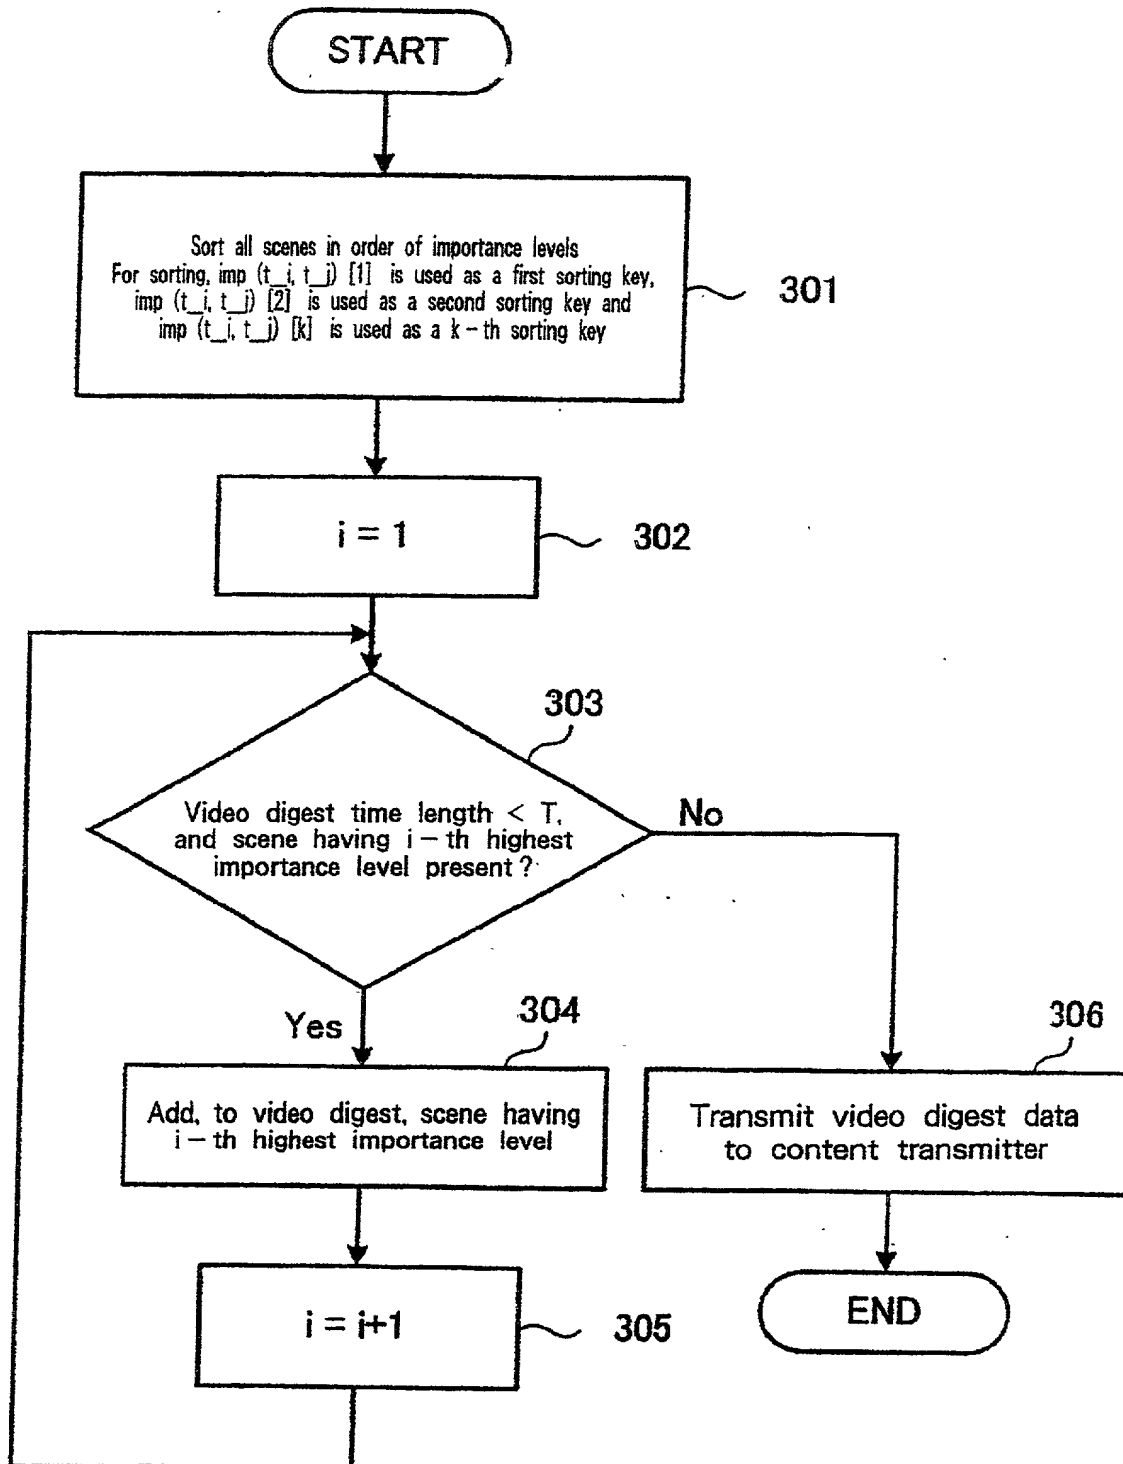 START
Sort all scenes in order of importance levels
For sorting, imp (t_i, t_j) [1] is used as a first sorting key,
imp (t_i, t_j) [2] is used as a second sorting key and
imp (t_i, t_j) [k] is used as a k-th sorting key
301
i = 1
302
303
Video digest time length < T,
and scene having i-th highest
importance level present?
No
Yes
304
Add, to video digest, scene having
i-th highest importance level
306
Transmit video digest data
to content transmitter
i = i+1
305
END